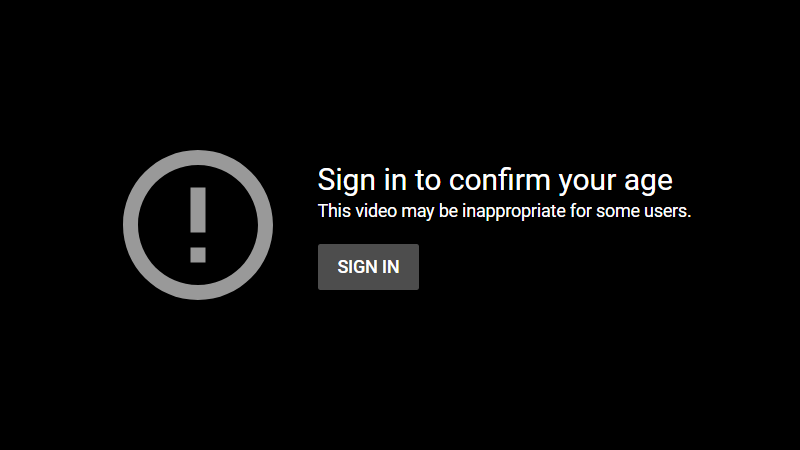 Sign in to confirm your age
This video may be inappropriate for some users.
SIGN IN